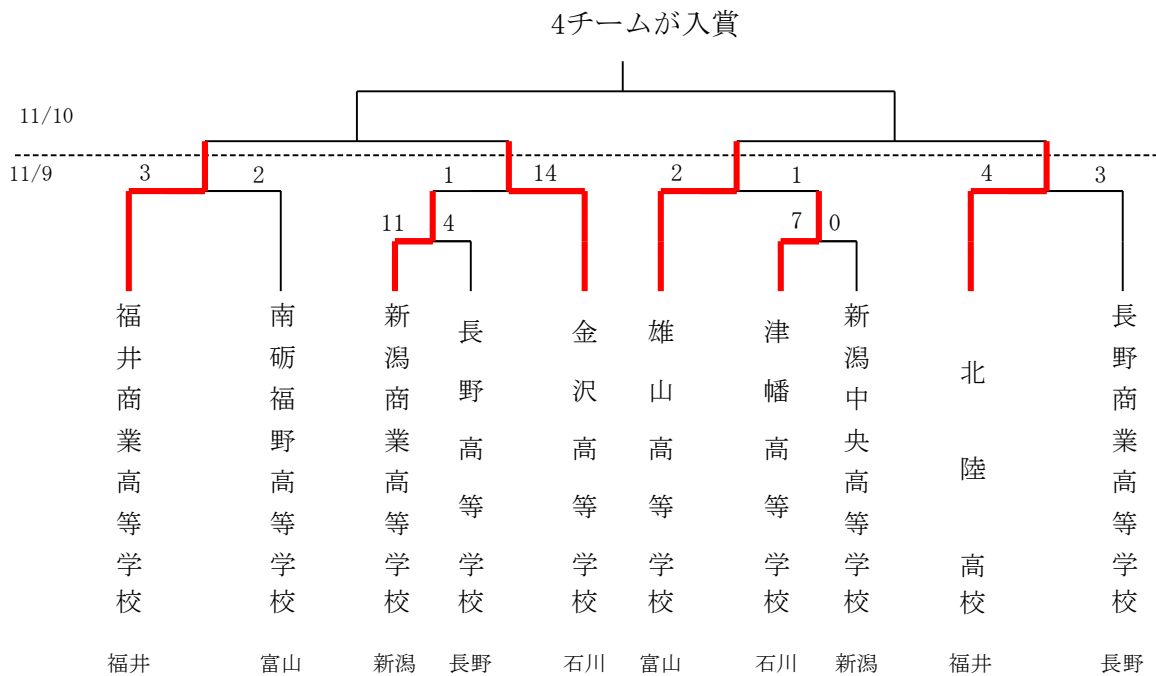 4チームが入賞
11/10
11/9
3
2
1
14
2
1
4
3
11
4
7
0
福井商業高等学校
南砺福野高等学校
新潟商業高等学校
長野高等学校
金沢高等学校
雄山高等学校
津幡高等学校
新潟中央高等学校
北陸高校
長野商業高等学校
福井
富山
新潟
長野
石川
富山
石川
新潟
福井
長野